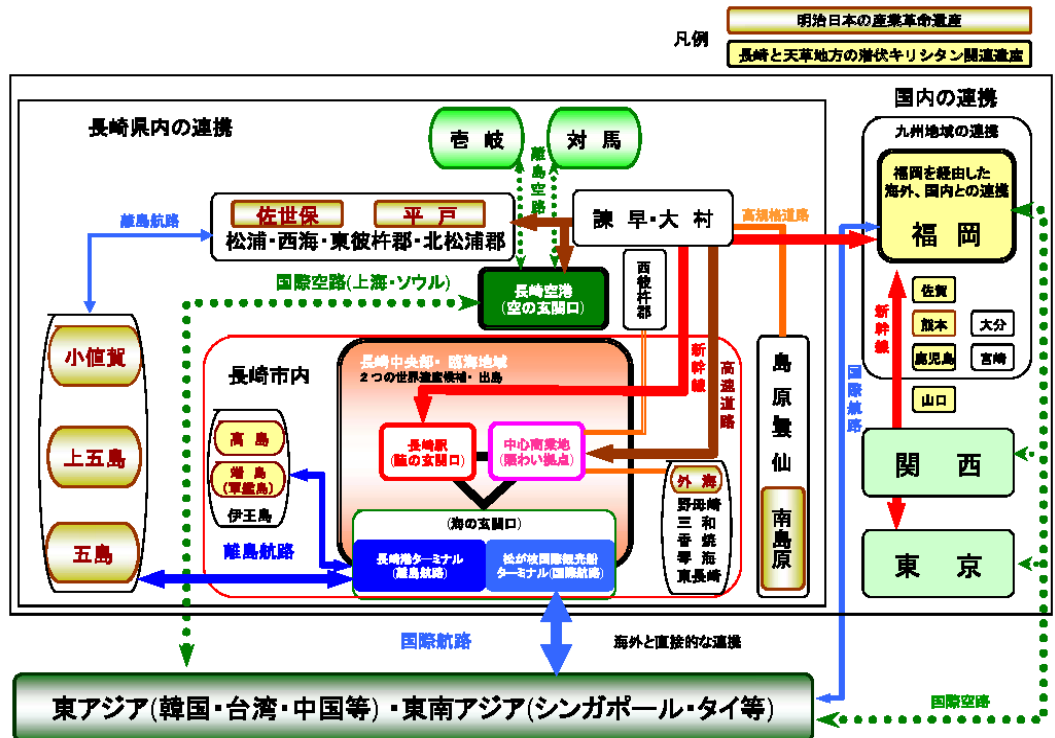 凡例
明治日本の産業革命遺産
長崎と天草地方の潜伏キリシタン関連遺産
長崎県内の連携
国内の連携
九州地域の連携
壱岐
対馬
離島空路
福岡を経由した
海外、国内との連携
福岡
離島航路
佐世保
平戸
松浦・西海・東彼杵郡・北松浦郡
諫早・大村
高規格道路
国際空路(上海・ソウル)
長崎空港
(空の玄関口)
西彼杵郡
佐賀
熊本
大分
鹿児島
宮崎
山口
新幹線
国際航路
小値賀
上五島
五島
長崎市内
長崎中央部・臨海地域
2つの世界遺産候補・出島
新幹線
高速道路
島原雲仙
南島原
高島
端島
(軍艦島)
伊王島
長崎駅
(陸の玄関口)
中心商業地
(賑わい拠点)
外海
野母崎
三和
香焼
琴海
東長崎
関西
東京
(海の玄関口)
離島航路
長崎港ターミナル
(離島航路)
松が枝国際観光船
ターミナル(国際航路)
国際航路
海外と直接的な連携
国際空路
東アジア(韓国・台湾・中国等)・東南アジア(シンガポール・タイ等)